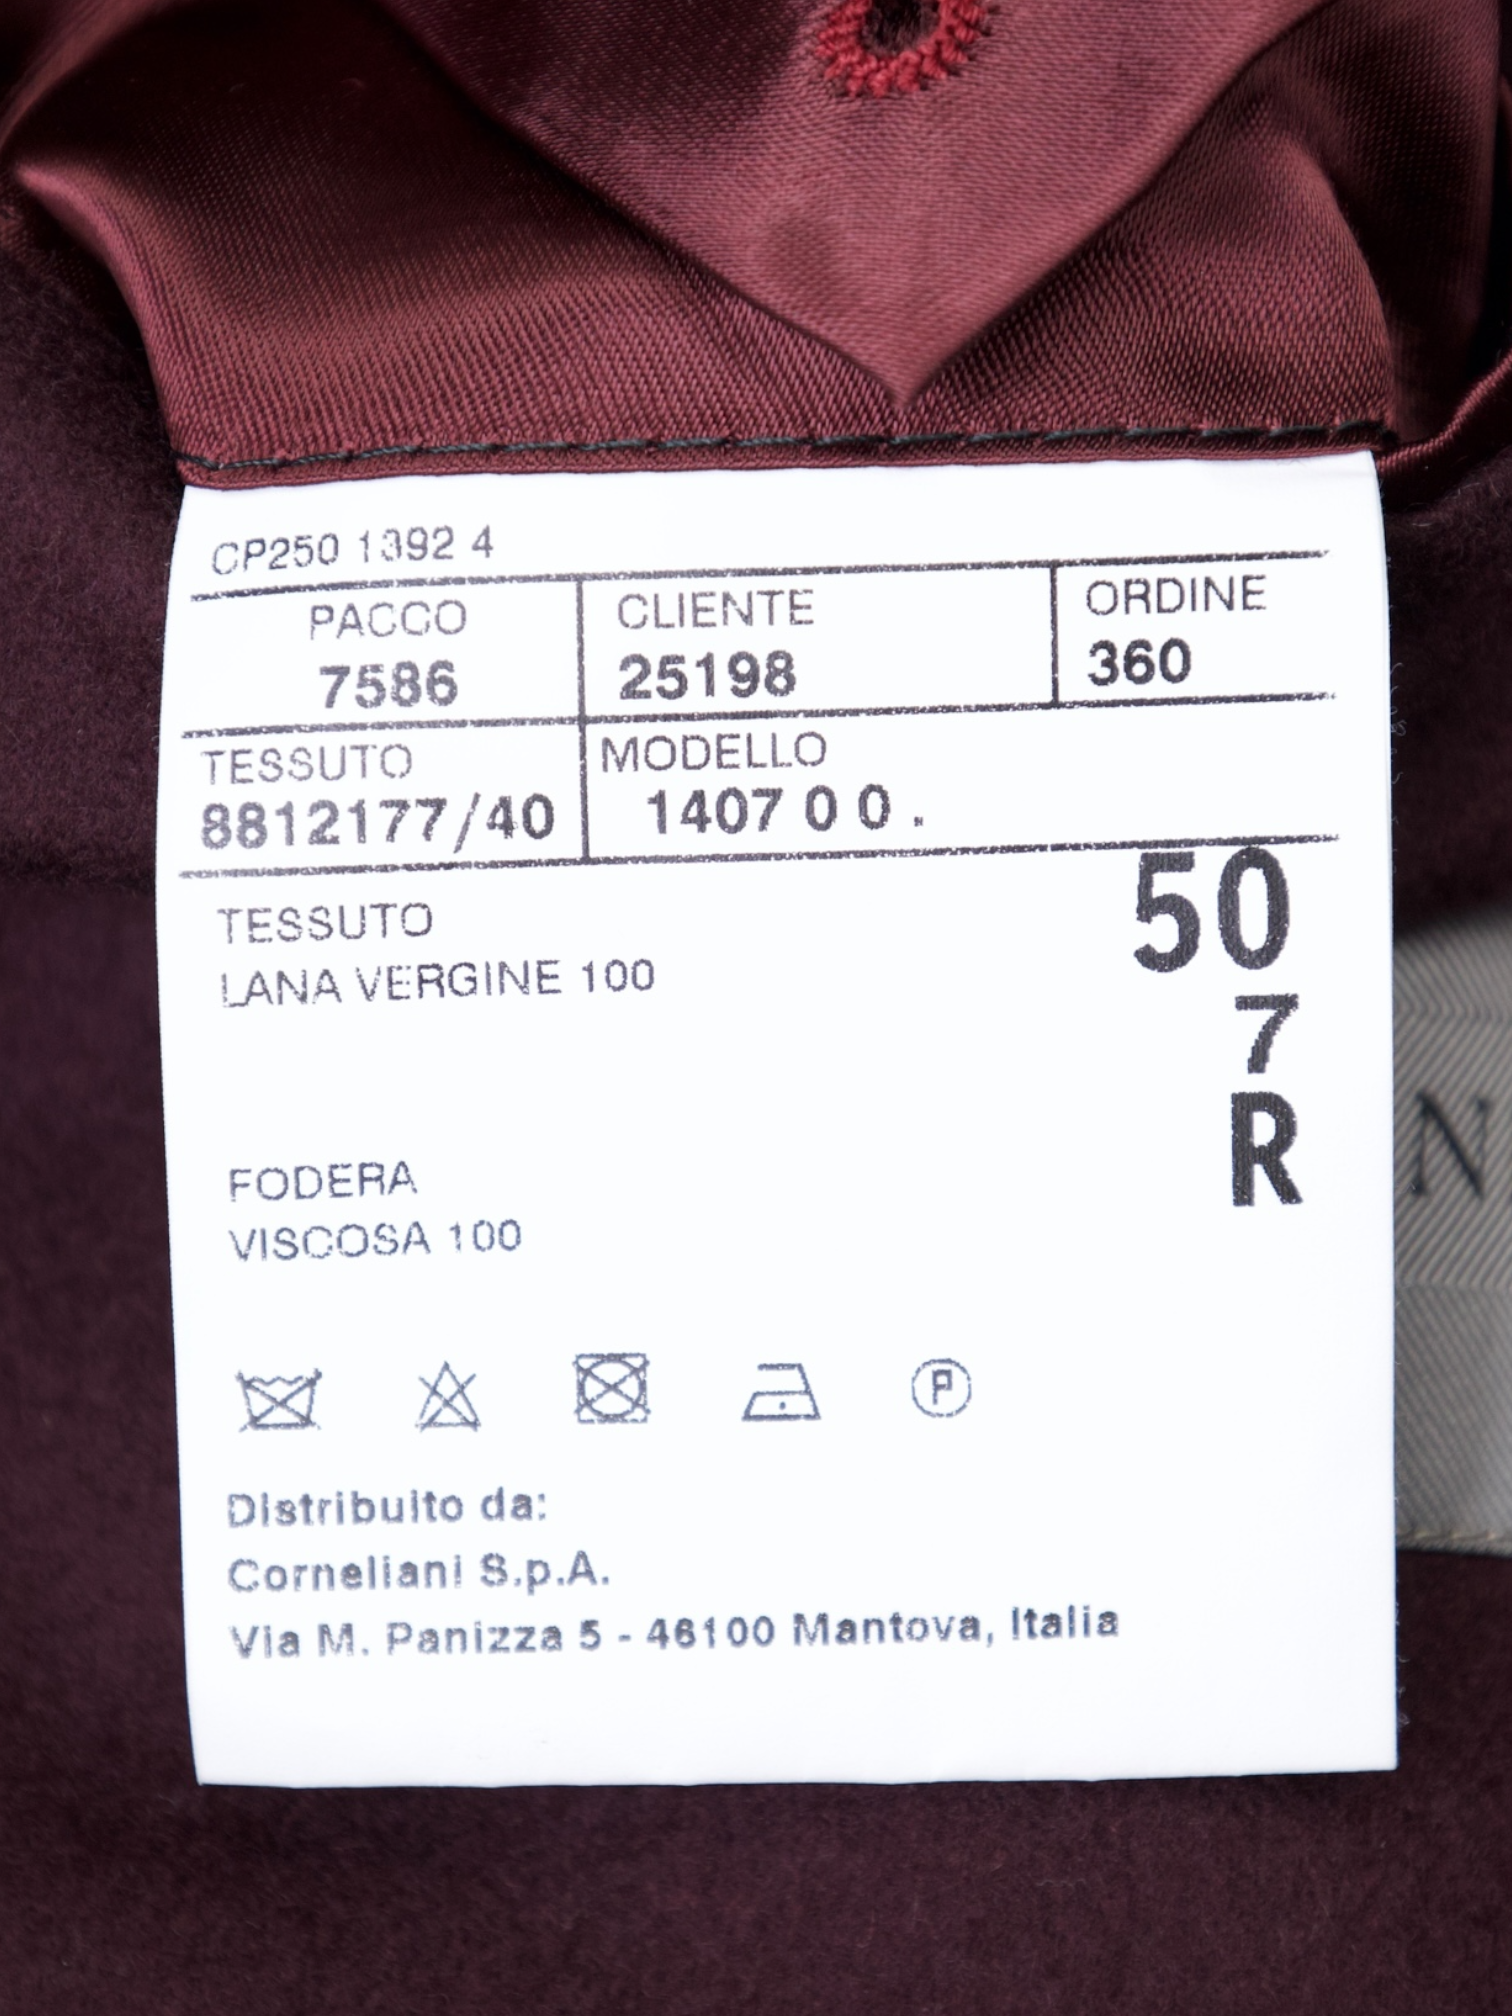 CP250 1392 4
PACCO CLIENTE ORDINE
7586 25198 360
TESSUTO MODELLO
8812177/40 1407 0 0 .
50
TESSUTO
LANA VERGINE 100
7
R
FODERA
VISCOSA 100
P
Distribuito da:
Corneliani S.p.A.
Via M. Panizza 5 - 46100 Mantova, Italia
N